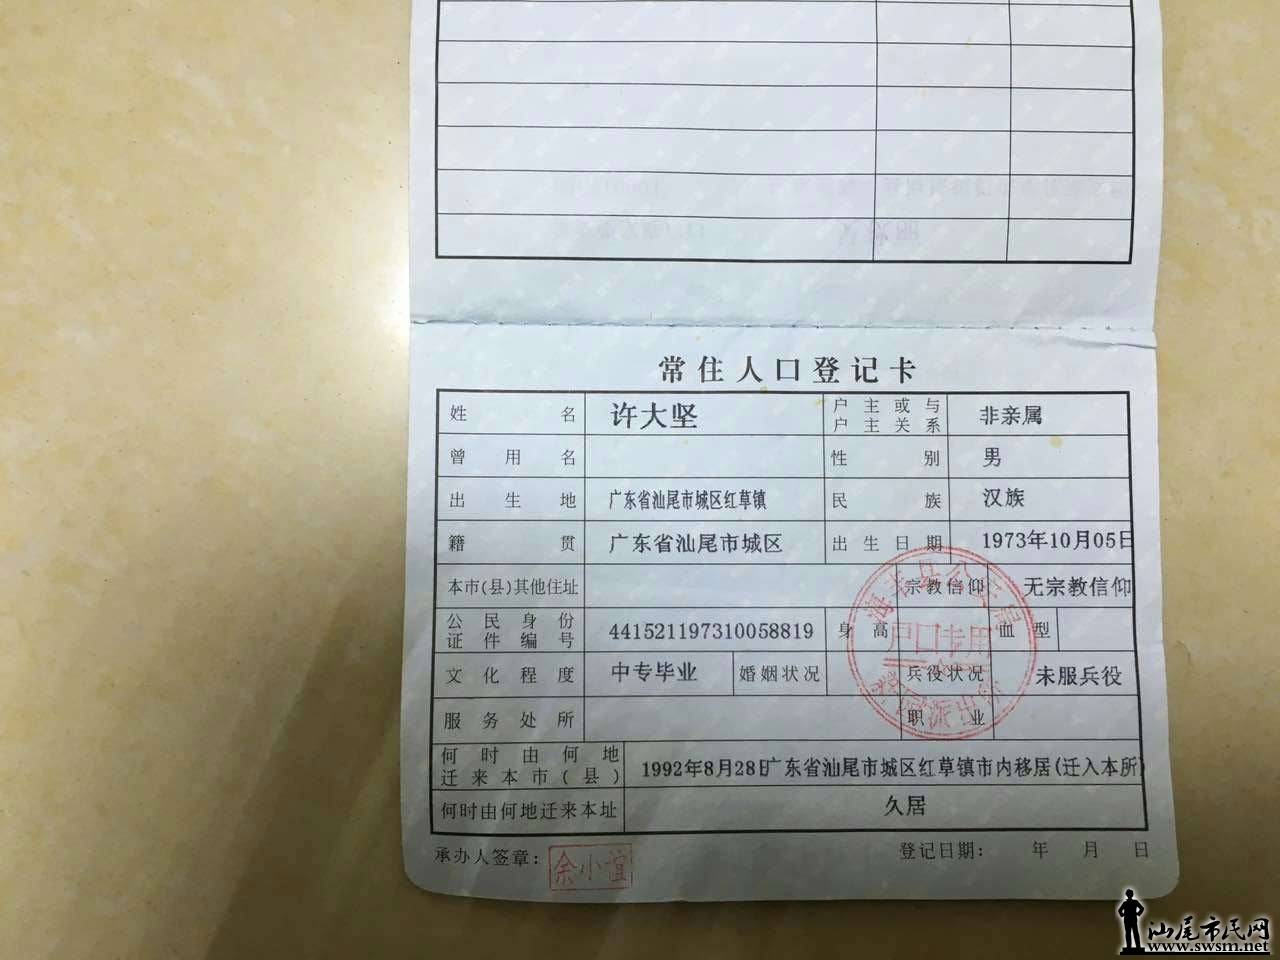 常住人口登记卡
姓名 许大坚 户主或与户主关系 非亲属
曾用名 性别 男
出生地 广东省汕尾市城区红草镇 民族 汉族
籍贯 广东省汕尾市城区 出生日期 1973年10月05日
本市(县)其他住址 宗教信仰 无宗教信仰
公民身份证件编号 441521197310058819 身高 血型
文化程度 中专毕业 婚姻状况 兵役状况 未服兵役
服务处所 职业
何时由何地迁来本市(县) 1992年8月28日广东省汕尾市城区红草镇市内移居(迁入本所)
何时由何地迁来本址 久居
承办人签章: 登记日期: 年 月 日
户口专用
派出所
汕尾市民网
www.swsm.net